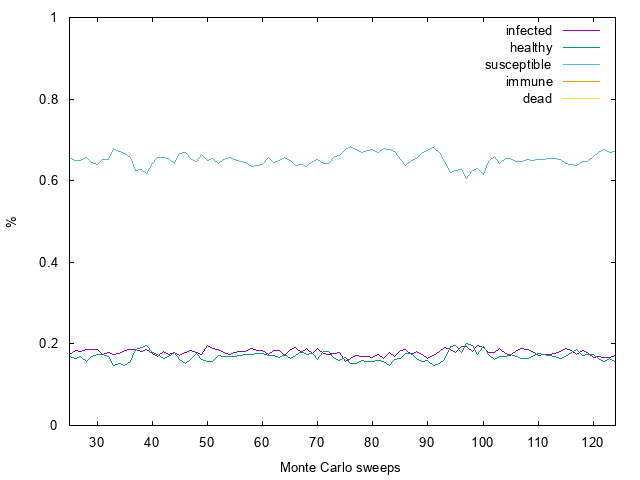 1
0.8
0.6
0.4
0.2
0
%
infected
healthy
susceptible
immune
dead
30 40 50 60 70 80 90 100 110 120
Monte Carlo sweeps